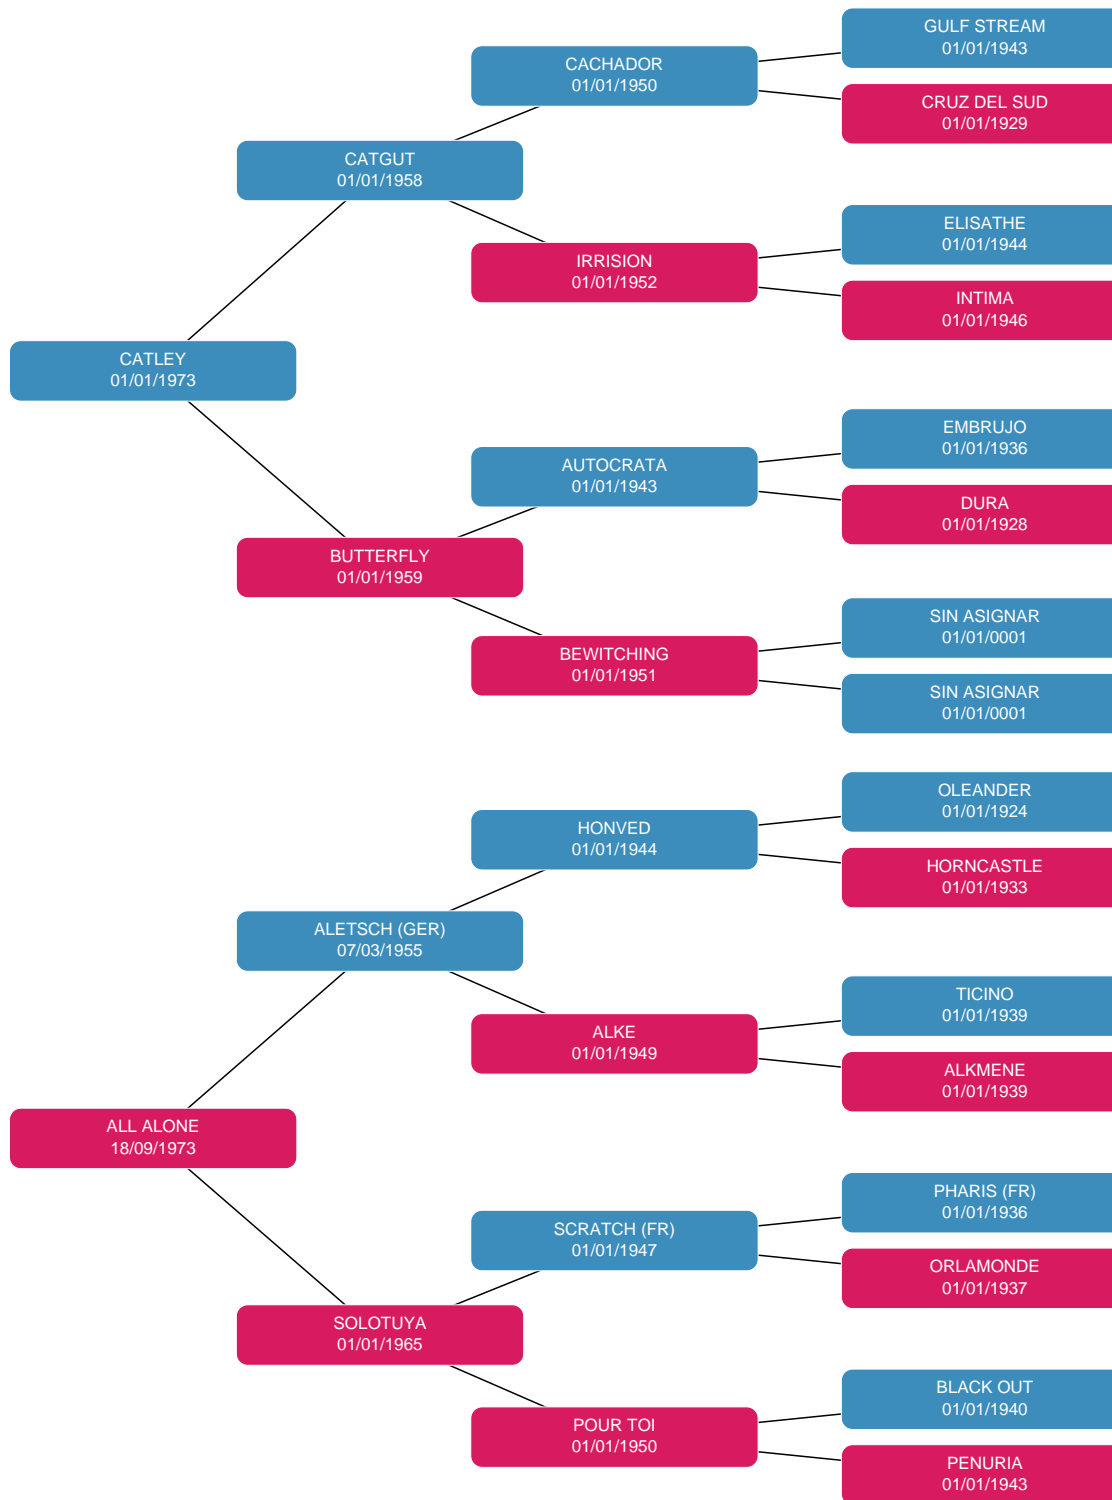 GULF STREAM
01/01/1943
CACHADOR
01/01/1950
CRUZ DEL SUD
01/01/1929
CATGUT
01/01/1958
ELISATHE
01/01/1944
IRRISION
01/01/1952
INTIMA
01/01/1946
CATLEY
01/01/1973
EMBRUJO
01/01/1936
AUTOCRATA
01/01/1943
DURA
01/01/1928
BUTTERFLY
01/01/1959
SIN ASIGNAR
01/01/0001
BEWITCHING
01/01/1951
SIN ASIGNAR
01/01/0001
OLEANDER
01/01/1924
HONVED
01/01/1944
HORNCASTLE
01/01/1933
ALETSCH (GER)
07/03/1955
TICINO
01/01/1939
ALKE
01/01/1949
ALKMENE
01/01/1939
ALL ALONE
18/09/1973
PHARIS (FR)
01/01/1936
SCRATCH (FR)
01/01/1947
ORLAMONDE
01/01/1937
SOLOTUYA
01/01/1965
BLACK OUT
01/01/1940
POUR TOI
01/01/1950
PENURIA
01/01/1943